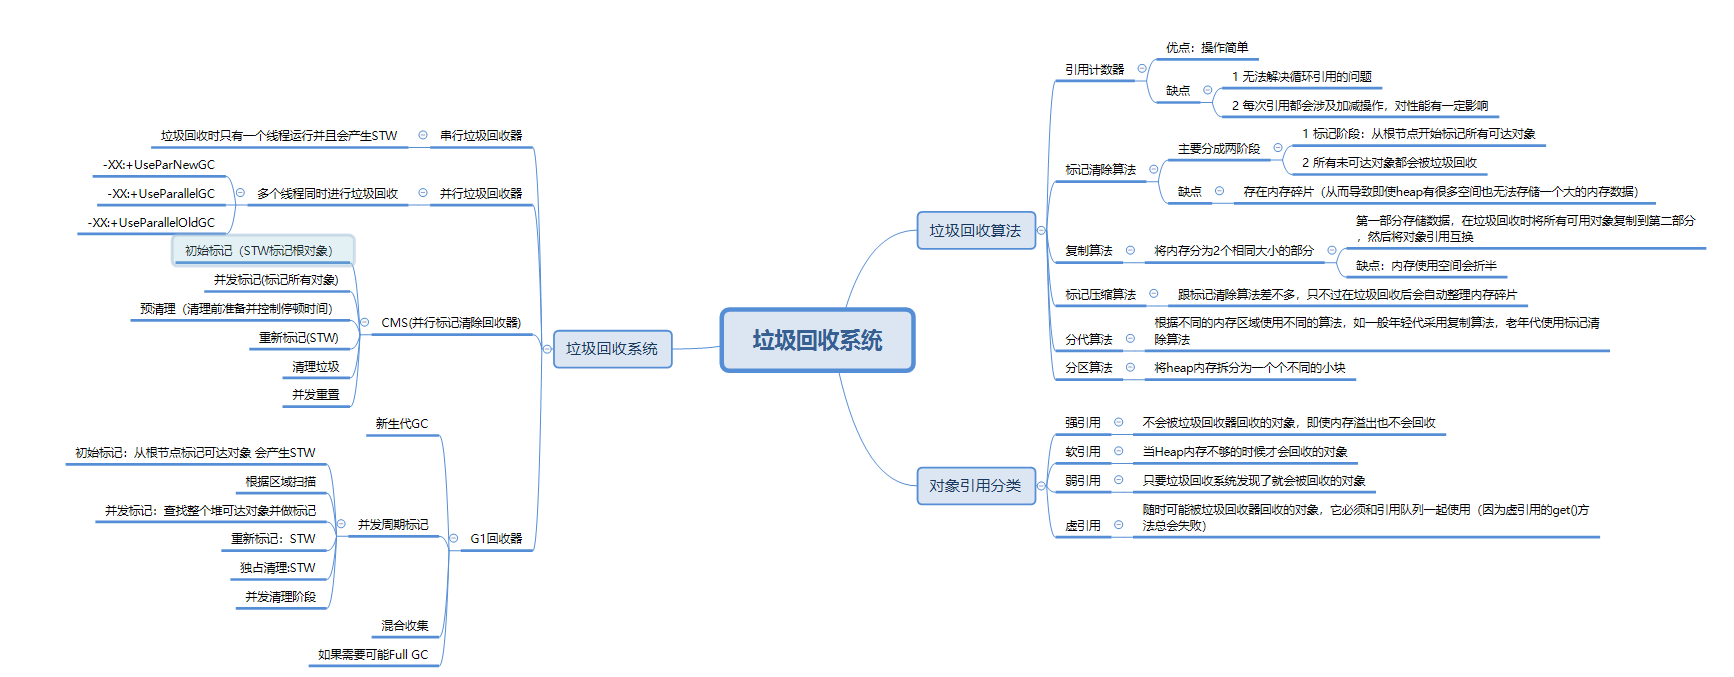 垃圾回收系统
垃圾回收算法
引用计数器
优点：操作简单
缺点
1 无法解决循环引用的问题
2 每次引用都会涉及加减操作，对性能有一定影响
标记清除算法
主要分成两阶段
1 标记阶段：从根节点开始标记所有可达对象
2 所有未可达对象都会被垃圾回收
缺点
存在内存碎片（从而导致即使heap有很多空间也无法存储一个大的内存数据）
复制算法
将内存分为2个相同大小的部分
第一部分存储数据，在垃圾回收时将所有可用对象复制到第二部分
，然后将对象引用互换
缺点：内存使用空间会折半
标记压缩算法
跟标记清除算法差不多，只不过在垃圾回收后会自动整理内存碎片
分代算法
根据不同的内存区域使用不同的算法，如一般年轻代采用复制算法，老年代使用标记清
除算法
分区算法
将heap内存拆分为一个个不同的小块
对象引用分类
强引用
不会被垃圾回收器回收的对象，即使内存溢出也不会回收
软引用
当Heap内存不够的时候才会回收的对象
弱引用
只要垃圾回收系统发现了就会被回收的对象
虚引用
随时可能被垃圾回收器回收的对象，它必须和引用队列一起使用（因为虚引用的get()方
法总会失败）
垃圾回收系统
串行垃圾回收器
垃圾回收时只有一个线程运行并且会产生STW
并行垃圾回收器
多个线程同时进行垃圾回收
-XX:+UseParNewGC
-XX:+UseParallelGC
-XX:+UseParallelOldGC
CMS(并行标记清除回收器)
初始标记（STW标记根对象）
并发标记(标记所有对象)
预清理（清理前准备并控制停顿时间）
重新标记(STW)
清理垃圾
并发重置
G1回收器
新生代GC
并发周期标记
初始标记：从根节点标记可达对象 会产生STW
根据区域扫描
并发标记：查找整个堆可达对象并做标记
重新标记：STW
独占清理:STW
并发清理阶段
混合收集
如果需要可能Full GC